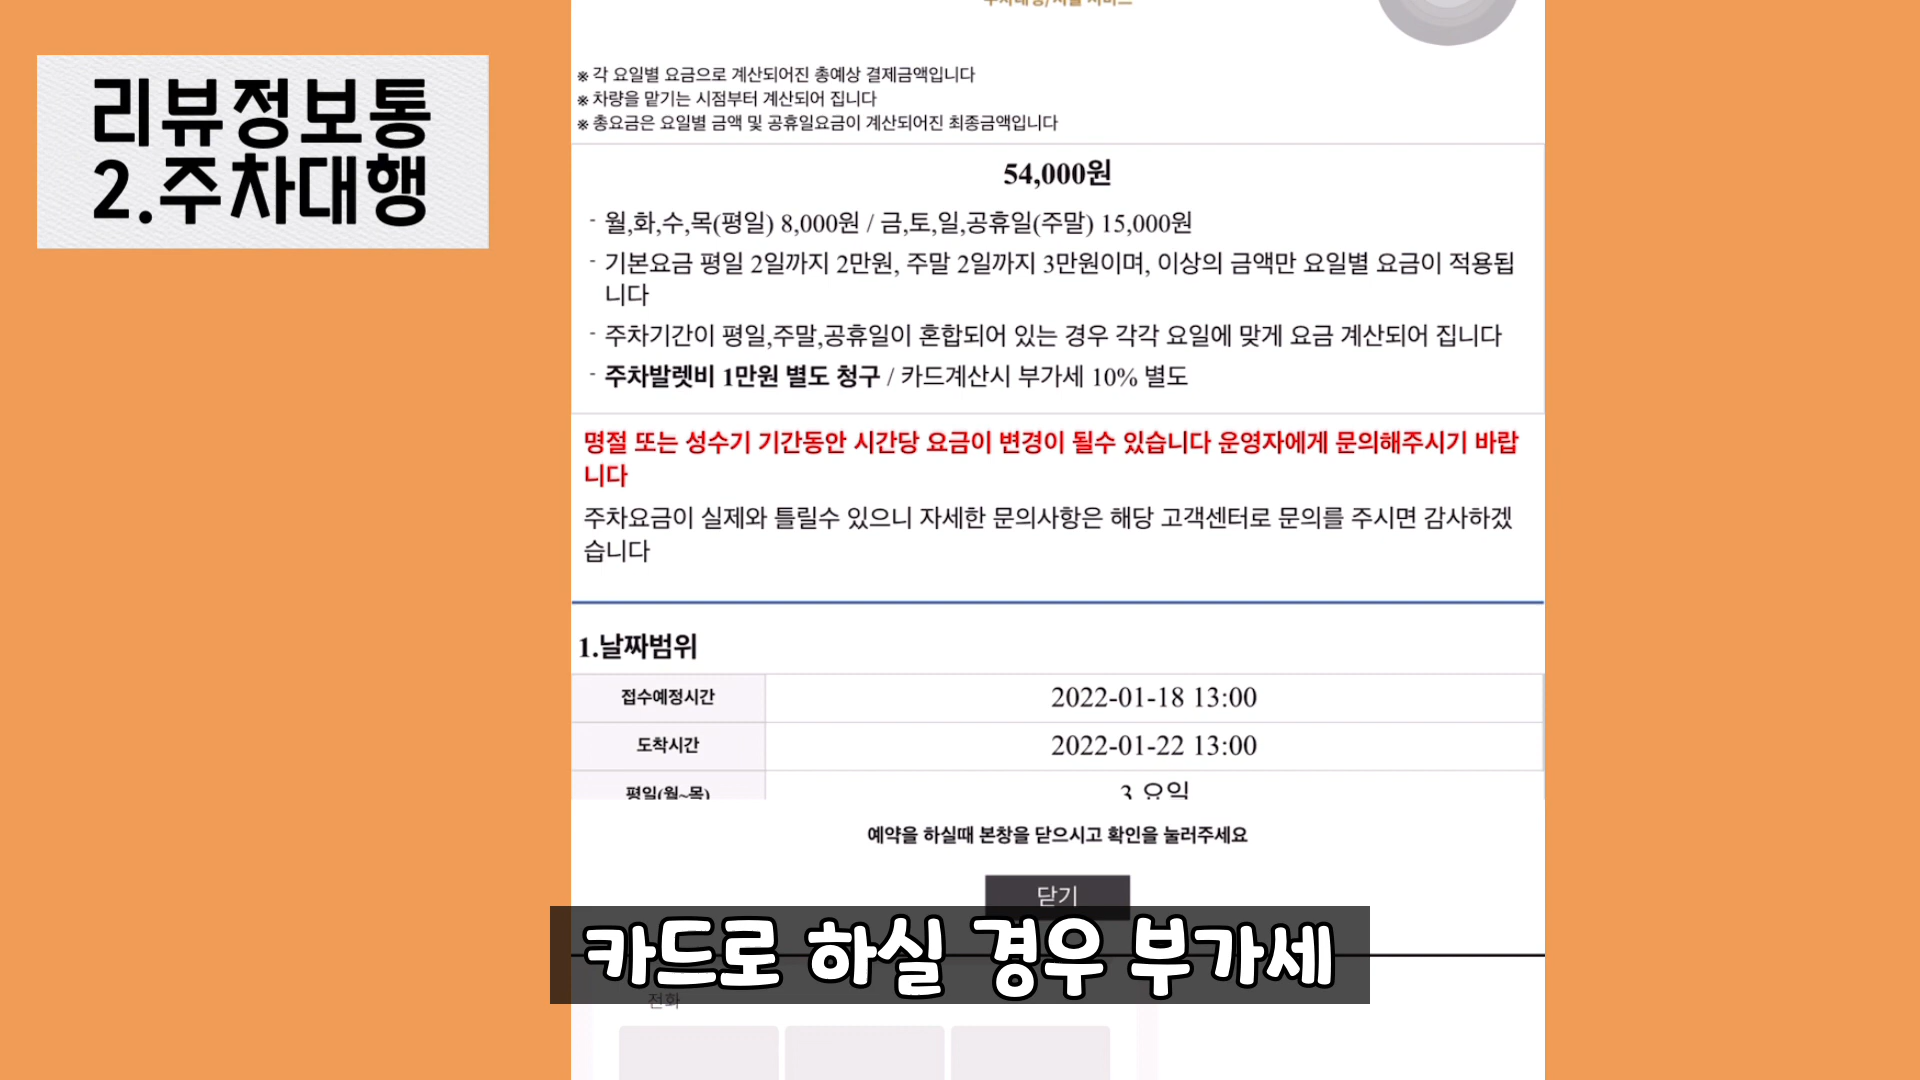 리뷰정보통
2.주차대행
※ 각 요일별 요금으로 계산되어진 총예상 결제금액입니다
※ 차량을 맡기는 시점부터 계산되어 집니다
※ 총요금은 요일별 금액 및 공휴일요금이 계산되어진 최종금액입니다
54,000원
- 월,화,수,목(평일) 8,000원 / 금,토,일,공휴일(주말) 15,000원
- 기본요금 평일 2일까지 2만원, 주말 2일까지 3만원이며, 이상의 금액만 요일별 요금이 적용됩
니다
- 주차기간이 평일,주말,공휴일이 혼합되어 있는 경우 각각 요일에 맞게 요금 계산되어 집니다
- 주차발렛비 1만원 별도 청구 / 카드계산시 부가세 10% 별도
명절 또는 성수기 기간동안 시간당 요금이 변경이 될수 있습니다 운영자에게 문의해주시기 바랍
니다
주차요금이 실제와 틀릴수 있으니 자세한 문의사항은 해당 고객센터로 문의를 주시면 감사하겠
습니다
1.날짜범위
접수예정시간 2022-01-18 13:00
도착시간 2022-01-22 13:00
평일(월~목) 3 요일
예약을 하실때 본창을 닫으시고 확인을 눌러주세요
닫기
카드로 하실 경우 부가세
전화